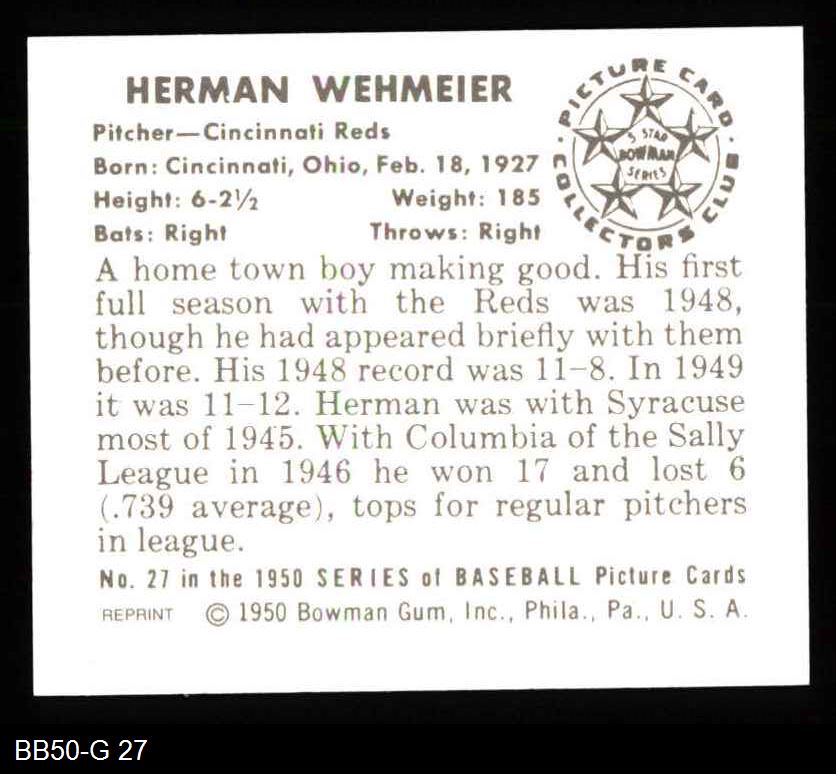 HERMAN WEHMEIER
Pitcher—Cincinnati Reds
Born: Cincinnati, Ohio, Feb. 18, 1927
Height: 6-2½ Weight: 185
Bats: Right Throws: Right
PICTURE CARD
COLLECTORS CLUB
5 STAR
BOWMAN
SERIES
A home town boy making good. His first
full season with the Reds was 1948,
though he had appeared briefly with them
before. His 1948 record was 11–8. In 1949
it was 11–12. Herman was with Syracuse
most of 1945. With Columbia of the Sally
League in 1946 he won 17 and lost 6
(.739 average), tops for regular pitchers
in league.
No. 27 in the 1950 SERIES of BASEBALL Picture Cards
REPRINT © 1950 Bowman Gum, Inc., Phila., Pa., U. S. A.
BB50-G 27